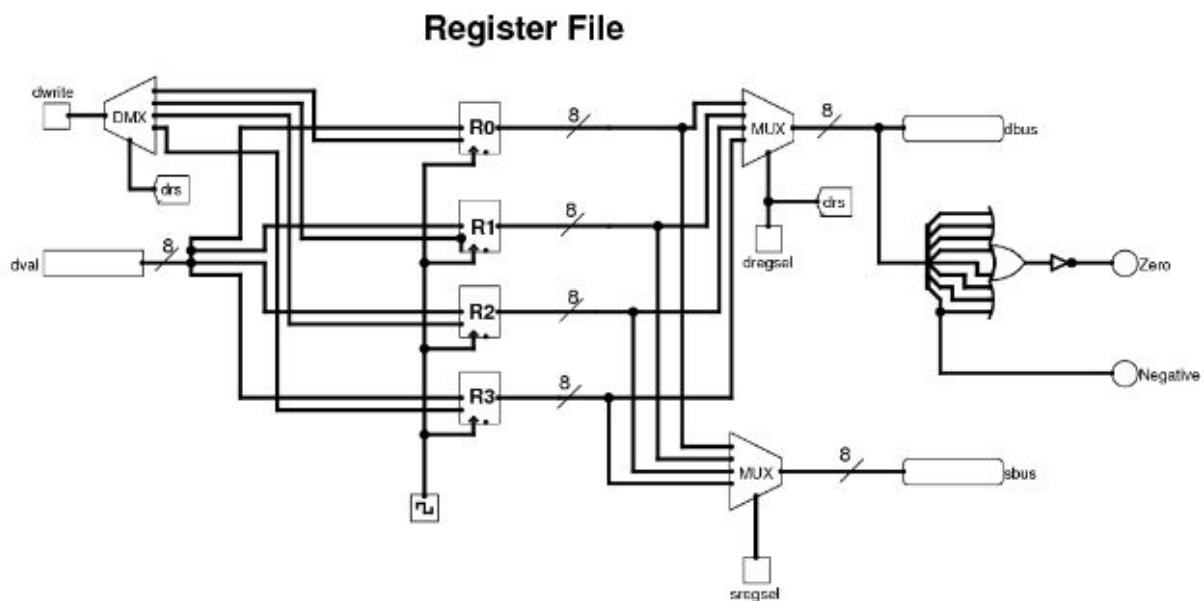 Register File
dwrite
DMX
drs
dval
8
R0
R1
R2
R3
8
8
8
8
MUX
8
dbus
drs
dregsel
Zero
Negative
MUX
8
sbus
sregsel